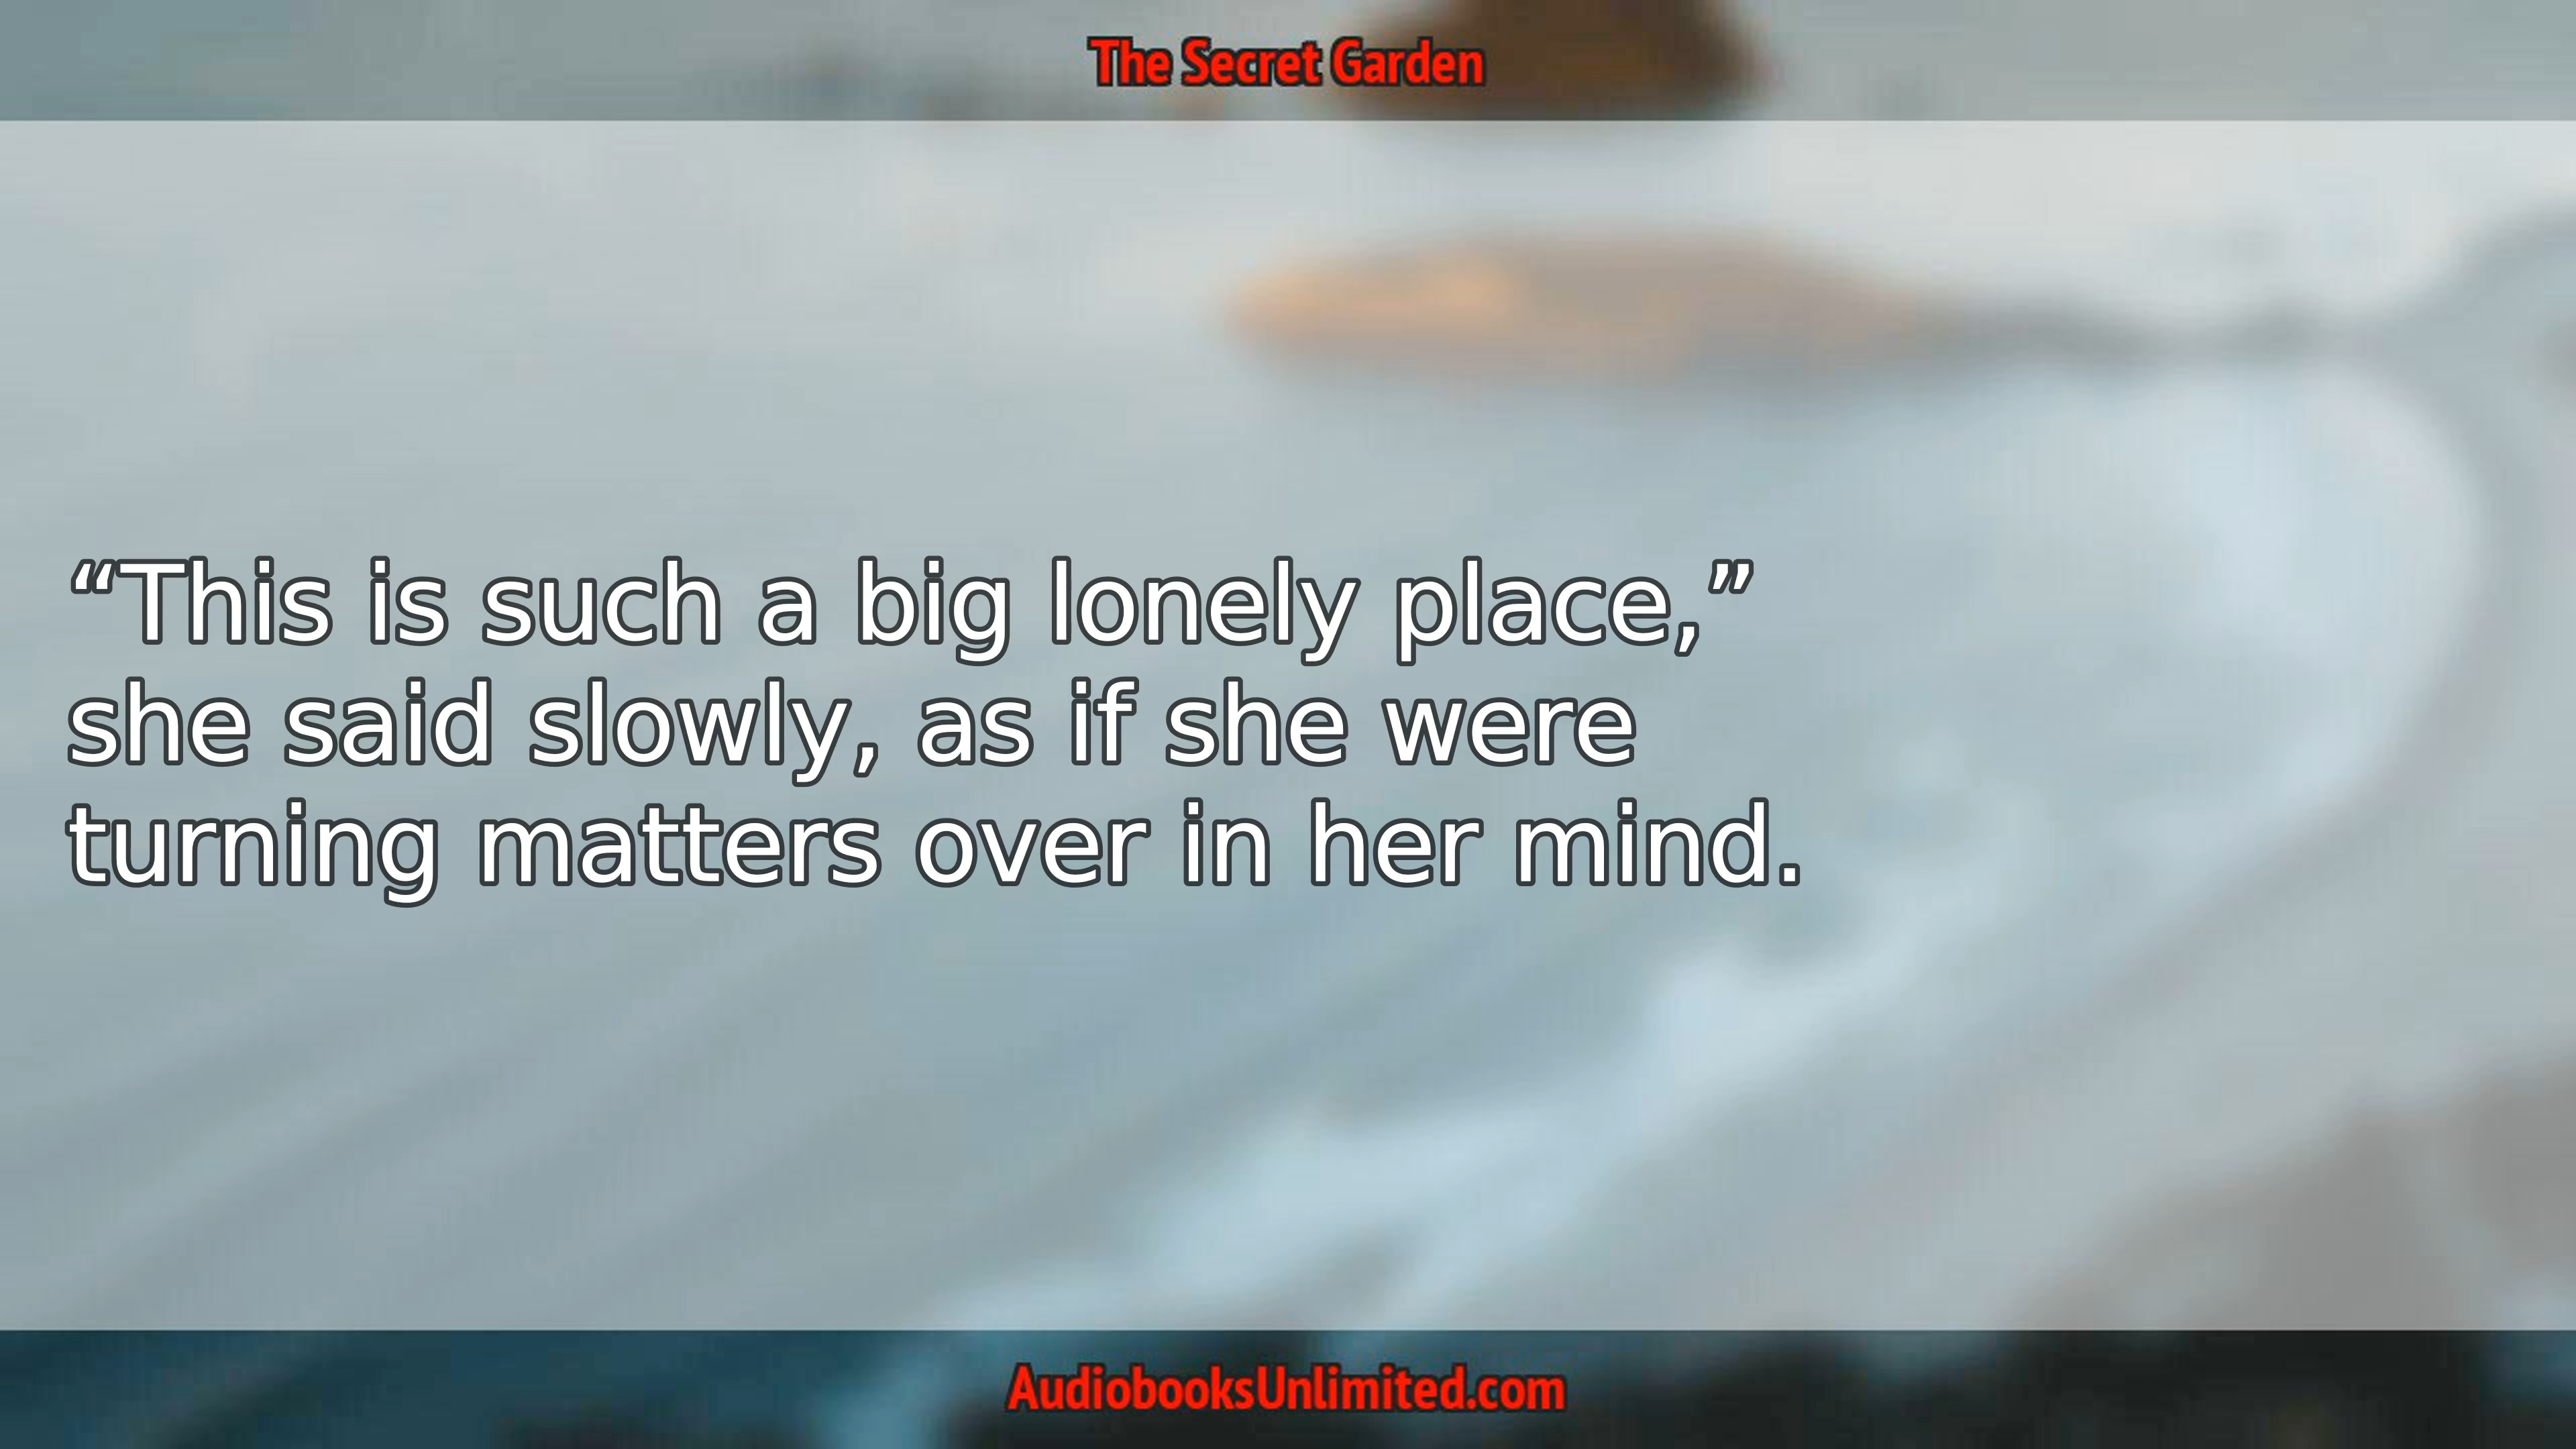 The Secret Garden
“This is such a big lonely place,”
she said slowly, as if she were
turning matters over in her mind.
AudiobooksUnlimited.com